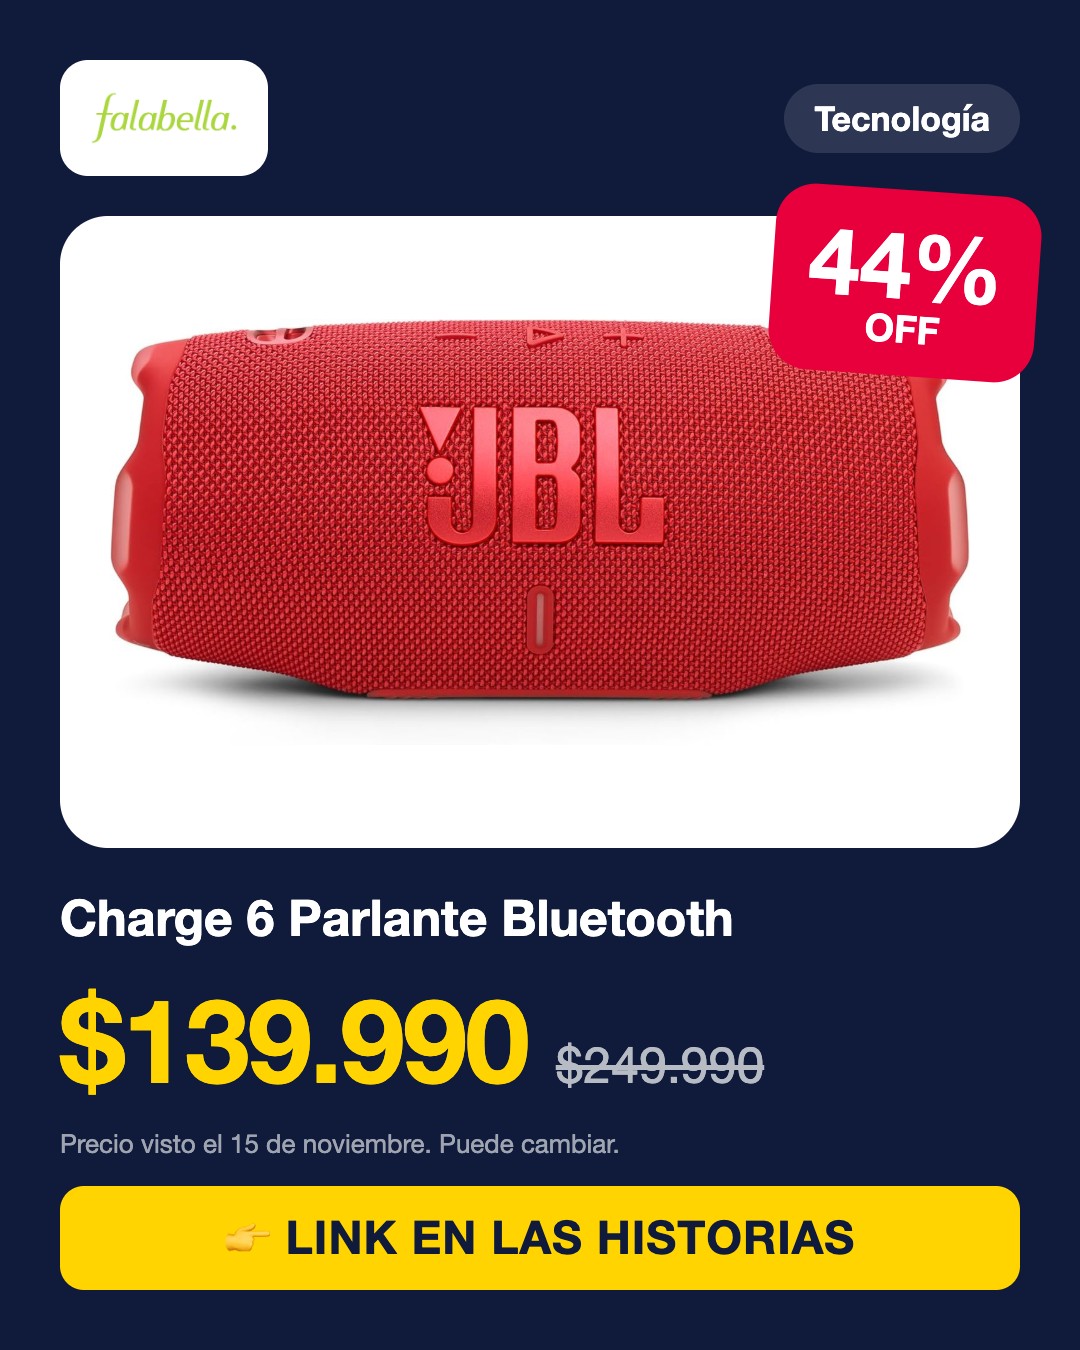 falabella.
Tecnología
44%
OFF
JBL
Charge 6 Parlante Bluetooth
$139.990 $249.990
Precio visto el 15 de noviembre. Puede cambiar.
👉 LINK EN LAS HISTORIAS